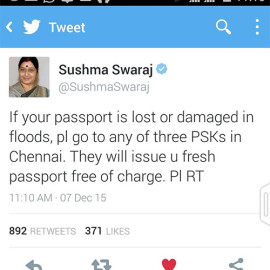 Tweet
Sushma Swaraj
@SushmaSwaraj
If your passport is lost or damaged in
floods, pl go to any of three PSKs in
Chennai. They will issue u fresh
passport free of charge. Pl RT
11:10 AM · 07 Dec 15
892 RETWEETS 371 LIKES